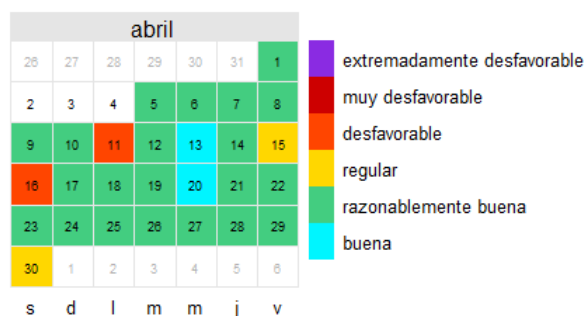 abril
26 27 28 29 30 31 1
2 3 4 5 6 7 8
9 10 11 12 13 14 15
16 17 18 19 20 21 22
23 24 25 26 27 28 29
30 1 2 3 4 5 6
s d l m m j v
extremadamente desfavorable
muy desfavorable
desfavorable
regular
razonablemente buena
buena